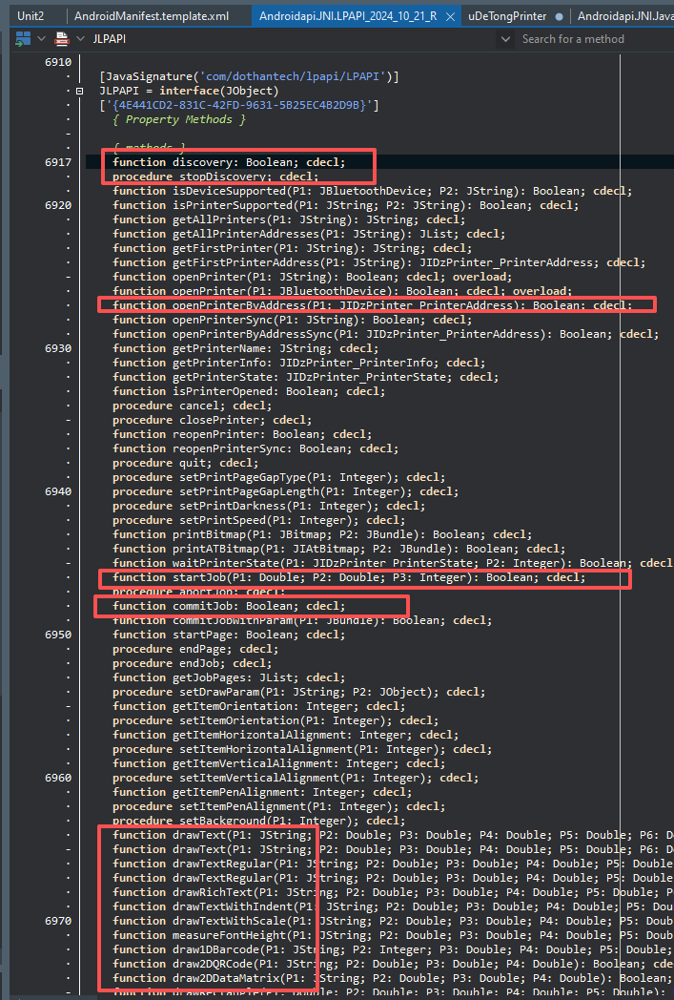 Unit2 AndroidManifest.template.xml Androidapi.JNI.LPAPI_2024_10_21_R uDeTongPrinter Androidapi.JNI.Java
JLPAPI Search for a method
6910
[JavaSignature('com/dothantech/lpapi/LPAPI')]
JLPAPI = interface(JObject)
['{4E441CD2-831C-42FD-9631-5B25EC4B2D9B}']
{ Property Methods }
{ methods }
6917 function discovery: Boolean; cdecl;
procedure stopDiscovery; cdecl;
function isDeviceSupported(P1: JBluetoothDevice; P2: JString): Boolean; cdecl;
6920 function isPrinterSupported(P1: JString; P2: JString): Boolean; cdecl;
function getAllPrinters(P1: JString): JString; cdecl;
function getAllPrinterAddresses(P1: JString): JList; cdecl;
function getFirstPrinter(P1: JString): JString; cdecl;
function getFirstPrinterAddress(P1: JString): JIDzPrinter_PrinterAddress; cdecl;
function openPrinter(P1: JString): Boolean; cdecl; overload;
function openPrinter(P1: JBluetoothDevice): Boolean; cdecl; overload;
function openPrinterByAddress(P1: JIDzPrinter_PrinterAddress): Boolean; cdecl;
function openPrinterSync(P1: JString): Boolean; cdecl;
function openPrinterByAddressSync(P1: JIDzPrinter_PrinterAddress): Boolean; cdecl;
6930 function getPrinterName: JString; cdecl;
function getPrinterInfo: JIDzPrinter_PrinterInfo; cdecl;
function getPrinterState: JIDzPrinter_PrinterState; cdecl;
function isPrinterOpened: Boolean; cdecl;
procedure cancel; cdecl;
procedure closePrinter; cdecl;
function reopenPrinter: Boolean; cdecl;
function reopenPrinterSync: Boolean; cdecl;
procedure quit; cdecl;
procedure setPrintPageGapType(P1: Integer); cdecl;
6940 procedure setPrintPageGapLength(P1: Integer); cdecl;
procedure setPrintDarkness(P1: Integer); cdecl;
procedure setPrintSpeed(P1: Integer); cdecl;
function printBitmap(P1: JBitmap; P2: JBundle): Boolean; cdecl;
function printATBitmap(P1: JIAtBitmap; P2: JBundle): Boolean; cdecl;
function waitPrinterState(P1: JIDzPrinter_PrinterState; P2: Integer): Boolean; cdecl
function startJob(P1: Double; P2: Double; P3: Integer): Boolean; cdecl;
procedure abortJob; cdecl;
function commitJob: Boolean; cdecl;
function commitJobWithParam(P1: JBundle): Boolean; cdecl;
6950 function startPage: Boolean; cdecl;
procedure endPage; cdecl;
procedure endJob; cdecl;
function getJobPages: JList; cdecl;
procedure setDrawParam(P1: JString; P2: JObject); cdecl;
function getItemOrientation: Integer; cdecl;
procedure setItemOrientation(P1: Integer); cdecl;
function getItemHorizontalAlignment: Integer; cdecl;
procedure setItemHorizontalAlignment(P1: Integer); cdecl;
function getItemVerticalAlignment: Integer; cdecl;
6960 procedure setItemVerticalAlignment(P1: Integer); cdecl;
function getItemPenAlignment: Integer; cdecl;
procedure setItemPenAlignment(P1: Integer); cdecl;
procedure setBackground(P1: Integer); cdecl;
function drawText(P1: JString; P2: Double; P3: Double; P4: Double; P5: Double; P6: D
function drawText(P1: JString; P2: Double; P3: Double; P4: Double; P5: Double; P6: D
function drawTextRegular(P1: JString; P2: Double; P3: Double; P4: Double; P5: Double
function drawTextRegular(P1: JString; P2: Double; P3: Double; P4: Double; P5: Double
function drawRichText(P1: JString; P2: Double; P3: Double; P4: Double; P5: Double; P
function drawTextWithIndent(P1: JString; P2: Double; P3: Double; P4: Double; P5: Dou
6970 function drawTextWithScale(P1: JString; P2: Double; P3: Double; P4: Double; P5: Doub
function measureFontHeight(P1: JString; P2: Double; P3: Double; P4: Double; P5: Doub
function draw1DBarcode(P1: JString; P2: Integer; P3: Double; P4: Double; P5: Double;
function draw2DQRCode(P1: JString; P2: Double; P3: Double; P4: Double): Boolean; cde
function draw2DDataMatrix(P1: JString; P2: Double; P3: Double; P4: Double): Boolean;
function drawRectangle(P1: Double; P2: Double; P3: Double; P4: Double; P5: Double):